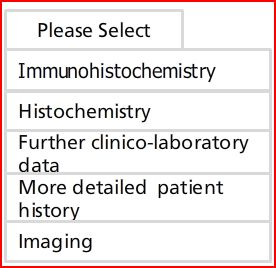 Please Select
Immunohistochemistry
Histochemistry
Further clinico-laboratory
data
More detailed patient
history
Imaging